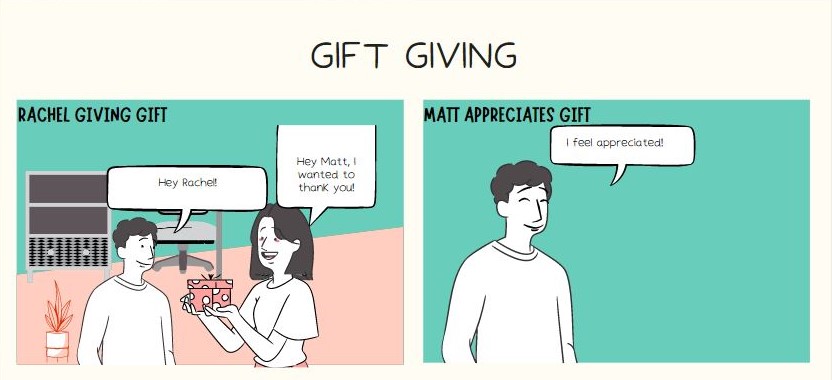 GIFT GIVING
RACHEL GIVING GIFT
Hey Rachel!
Hey Matt, I
wanted to
thank you!
MATT APPRECIATES GIFT
I feel appreciated!